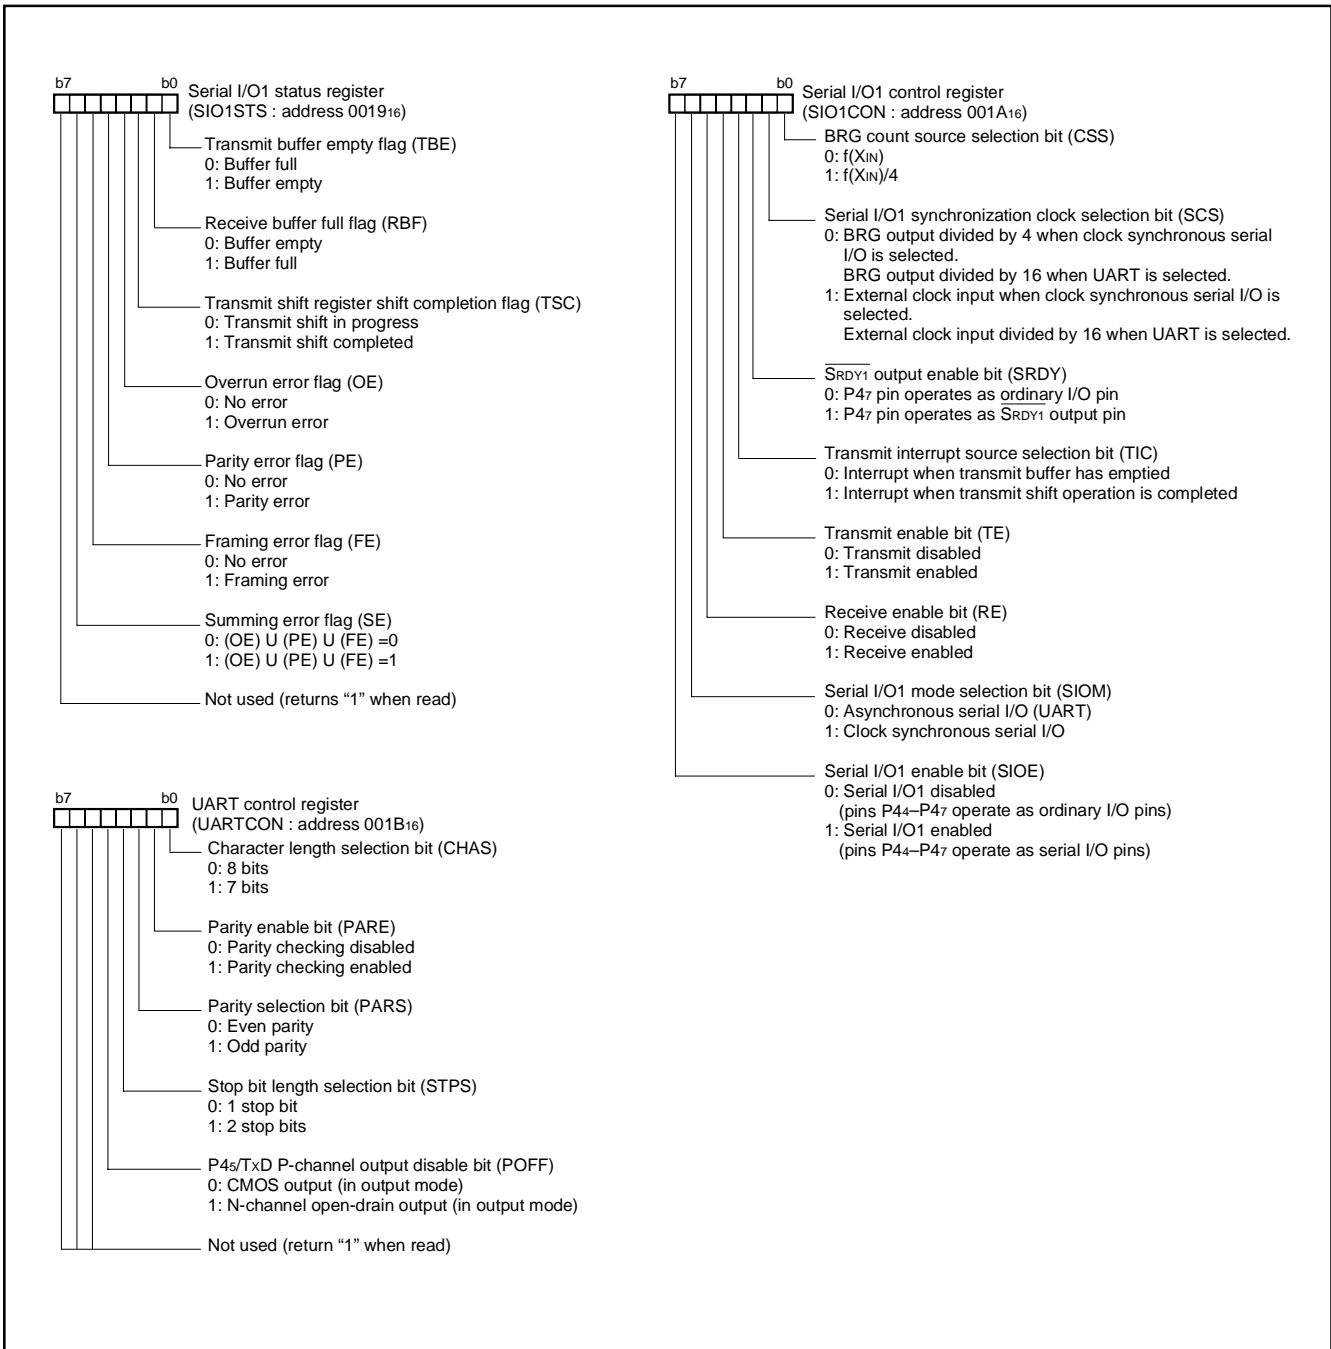 b7 b0 Serial I/O1 status register
(SIO1STS : address 0019₁₆)
Transmit buffer empty flag (TBE)
0: Buffer full
1: Buffer empty
Receive buffer full flag (RBF)
0: Buffer empty
1: Buffer full
Transmit shift register shift completion flag (TSC)
0: Transmit shift in progress
1: Transmit shift completed
Overrun error flag (OE)
0: No error
1: Overrun error
Parity error flag (PE)
0: No error
1: Parity error
Framing error flag (FE)
0: No error
1: Framing error
Summing error flag (SE)
0: (OE) U (PE) U (FE) =0
1: (OE) U (PE) U (FE) =1
Not used (returns “1” when read)
b7 b0 UART control register
(UARTCON : address 001B₁₆)
Character length selection bit (CHAS)
0: 8 bits
1: 7 bits
Parity enable bit (PARE)
0: Parity checking disabled
1: Parity checking enabled
Parity selection bit (PARS)
0: Even parity
1: Odd parity
Stop bit length selection bit (STPS)
0: 1 stop bit
1: 2 stop bits
P4₅/TxD P-channel output disable bit (POFF)
0: CMOS output (in output mode)
1: N-channel open-drain output (in output mode)
Not used (return “1” when read)
b7 b0 Serial I/O1 control register
(SIO1CON : address 001A₁₆)
BRG count source selection bit (CSS)
0: f(XIN)
1: f(XIN)/4
Serial I/O1 synchronization clock selection bit (SCS)
0: BRG output divided by 4 when clock synchronous serial
I/O is selected.
BRG output divided by 16 when UART is selected.
1: External clock input when clock synchronous serial I/O is
selected.
External clock input divided by 16 when UART is selected.
SRDY1 output enable bit (SRDY)
0: P4₇ pin operates as ordinary I/O pin
1: P4₇ pin operates as SRDY1 output pin
Transmit interrupt source selection bit (TIC)
0: Interrupt when transmit buffer has emptied
1: Interrupt when transmit shift operation is completed
Transmit enable bit (TE)
0: Transmit disabled
1: Transmit enabled
Receive enable bit (RE)
0: Receive disabled
1: Receive enabled
Serial I/O1 mode selection bit (SIOM)
0: Asynchronous serial I/O (UART)
1: Clock synchronous serial I/O
Serial I/O1 enable bit (SIOE)
0: Serial I/O1 disabled
(pins P4₄–P4₇ operate as ordinary I/O pins)
1: Serial I/O1 enabled
(pins P4₄–P4₇ operate as serial I/O pins)